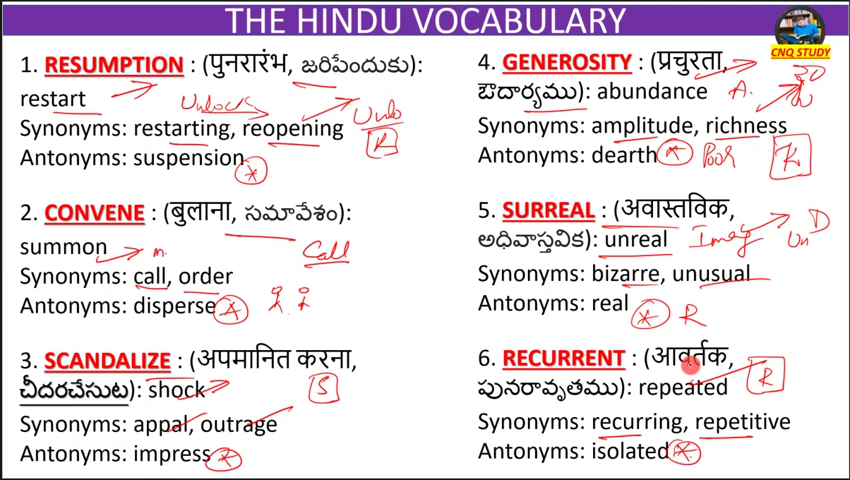 THE HINDU VOCABULARY
CNQ STUDY
1. RESUMPTION : (पुनरारंभ, జరిపేందుకు):
restart
Unlock
Synonyms: restarting, reopening
Unlo
R
Antonyms: suspension
2. CONVENE : (बुलाना, సమావేశం):
summon
m.
Call
Synonyms: call, order
Antonyms: disperse
A
3. SCANDALIZE : (अपमानित करना,
చీదరచేసుట): shock
S
Synonyms: appal, outrage
Antonyms: impress
4. GENEROSITY : (प्रचुरता,
ఔదార్యము): abundance
A.
Synonyms: amplitude, richness
Antonyms: dearth
Poor
5. SURREAL : (अवास्तविक,
అధివాస్తవిక): unreal
Imag
Un
D
Synonyms: bizarre, unusual
Antonyms: real
R
6. RECURRENT : (आवर्तक,
పునరావృతము): repeated
R
Synonyms: recurring, repetitive
Antonyms: isolated